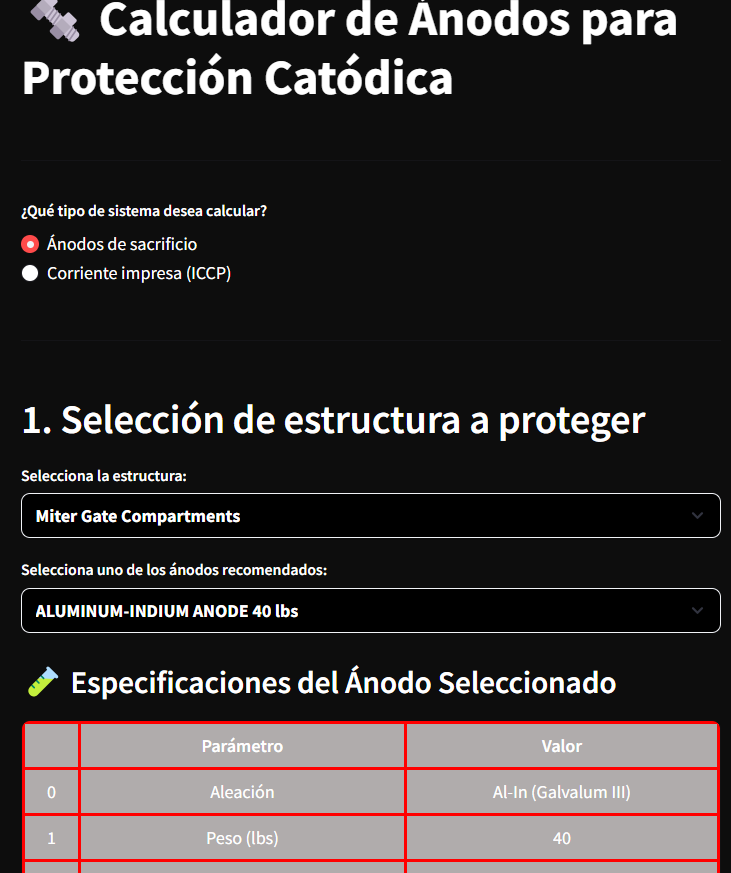 Calculador de Ánodos para
Protección Catódica
¿Qué tipo de sistema desea calcular?
Ánodos de sacrificio
Corriente impresa (ICCP)
1. Selección de estructura a proteger
Selecciona la estructura:
Miter Gate Compartments
Selecciona uno de los ánodos recomendados:
ALUMINUM-INDIUM ANODE 40 lbs
Especificaciones del Ánodo Seleccionado
Parámetro Valor
0 Aleación Al-In (Galvalum III)
1 Peso (lbs) 40